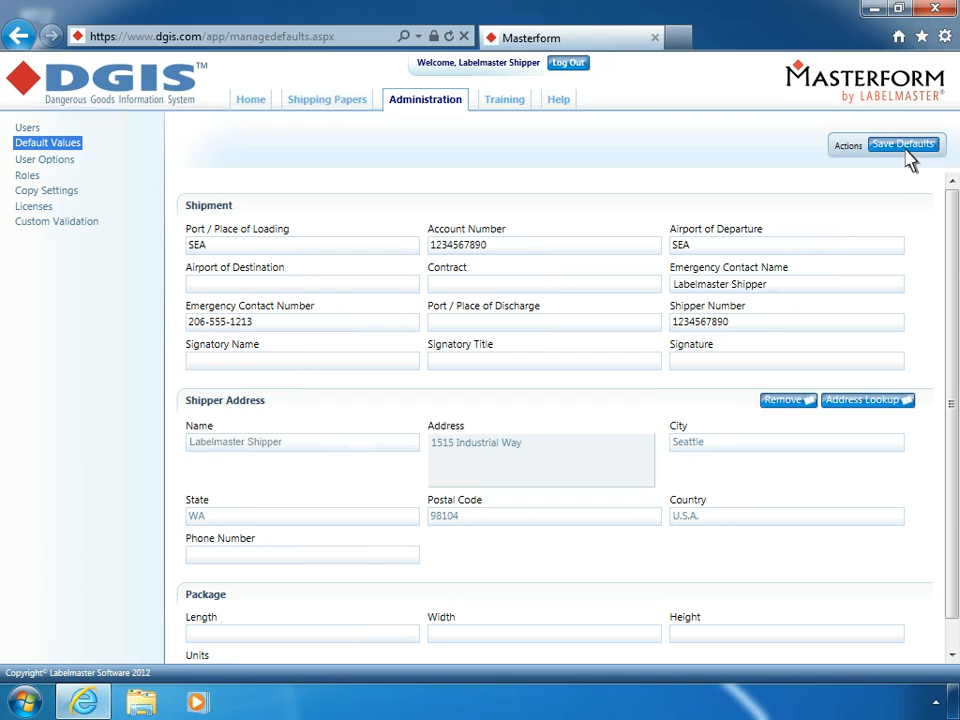 https://www.dgis.com/app/managedefaults.aspx
Masterform
DGIS™
Dangerous Goods Information System
Welcome, Labelmaster Shipper
Log Out
MASTERFORM®
by LABELMASTER®
Home
Shipping Papers
Administration
Training
Help
Users
Default Values
User Options
Roles
Copy Settings
Licenses
Custom Validation
Actions
Save Defaults
Shipment
Port / Place of Loading
Account Number
Airport of Departure
SEA
1234567890
SEA
Airport of Destination
Contract
Emergency Contact Name
Labelmaster Shipper
Emergency Contact Number
Port / Place of Discharge
Shipper Number
206-555-1213
1234567890
Signatory Name
Signatory Title
Signature
Shipper Address
Remove
Address Lookup
Name
Address
City
Labelmaster Shipper
1515 Industrial Way
Seattle
State
Postal Code
Country
WA
98104
U.S.A.
Phone Number
Package
Length
Width
Height
Units
Copyright© Labelmaster Software 2012